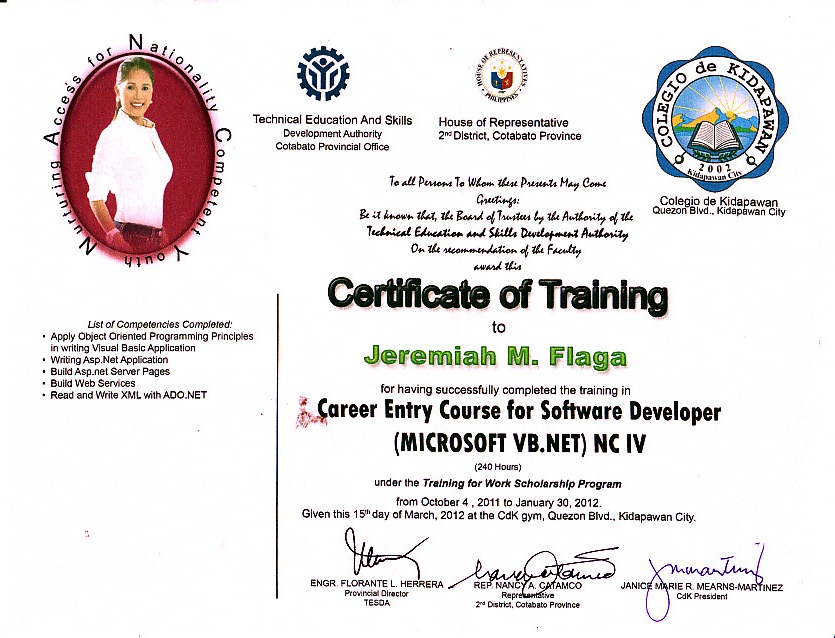 Nurturing Access for Nationality Competent Youth
Technical Education And Skills
Development Authority
Cotabato Provincial Office
HOUSE OF REPRESENTATIVES
PHILIPPINES
House of Representative
2nd District, Cotabato Province
COLEGIO de KIDAPAWAN
2002
Kidapawan City
Colegio de Kidapawan
Quezon Blvd., Kidapawan City
To all Persons To Whom these Presents May Come
Greetings:
Be it known that, the Board of Trustees by the Authority of the
Technical Education and Skills Development Authority
On the recommendation of the Faculty
award this
Certificate of Training
to
Jeremiah M. Flaga
for having successfully completed the training in
Career Entry Course for Software Developer
(MICROSOFT VB.NET) NC IV
(240 Hours)
under the Training for Work Scholarship Program
from October 4 , 2011 to January 30, 2012.
Given this 15th day of March, 2012 at the CdK gym, Quezon Blvd., Kidapawan City.
List of Competencies Completed:
• Apply Object Oriented Programming Principles
in writing Visual Basic Application
• Writing Asp.Net Application
• Build Asp.net Server Pages
• Build Web Services
• Read and Write XML with ADO.NET
ENGR. FLORANTE L. HERRERA
Provincial Director
TESDA
REP. NANCY A. CATAMCO
Representative
2nd District, Cotabato Province
JANICE MARIE R. MEARNS-MARTINEZ
CdK President